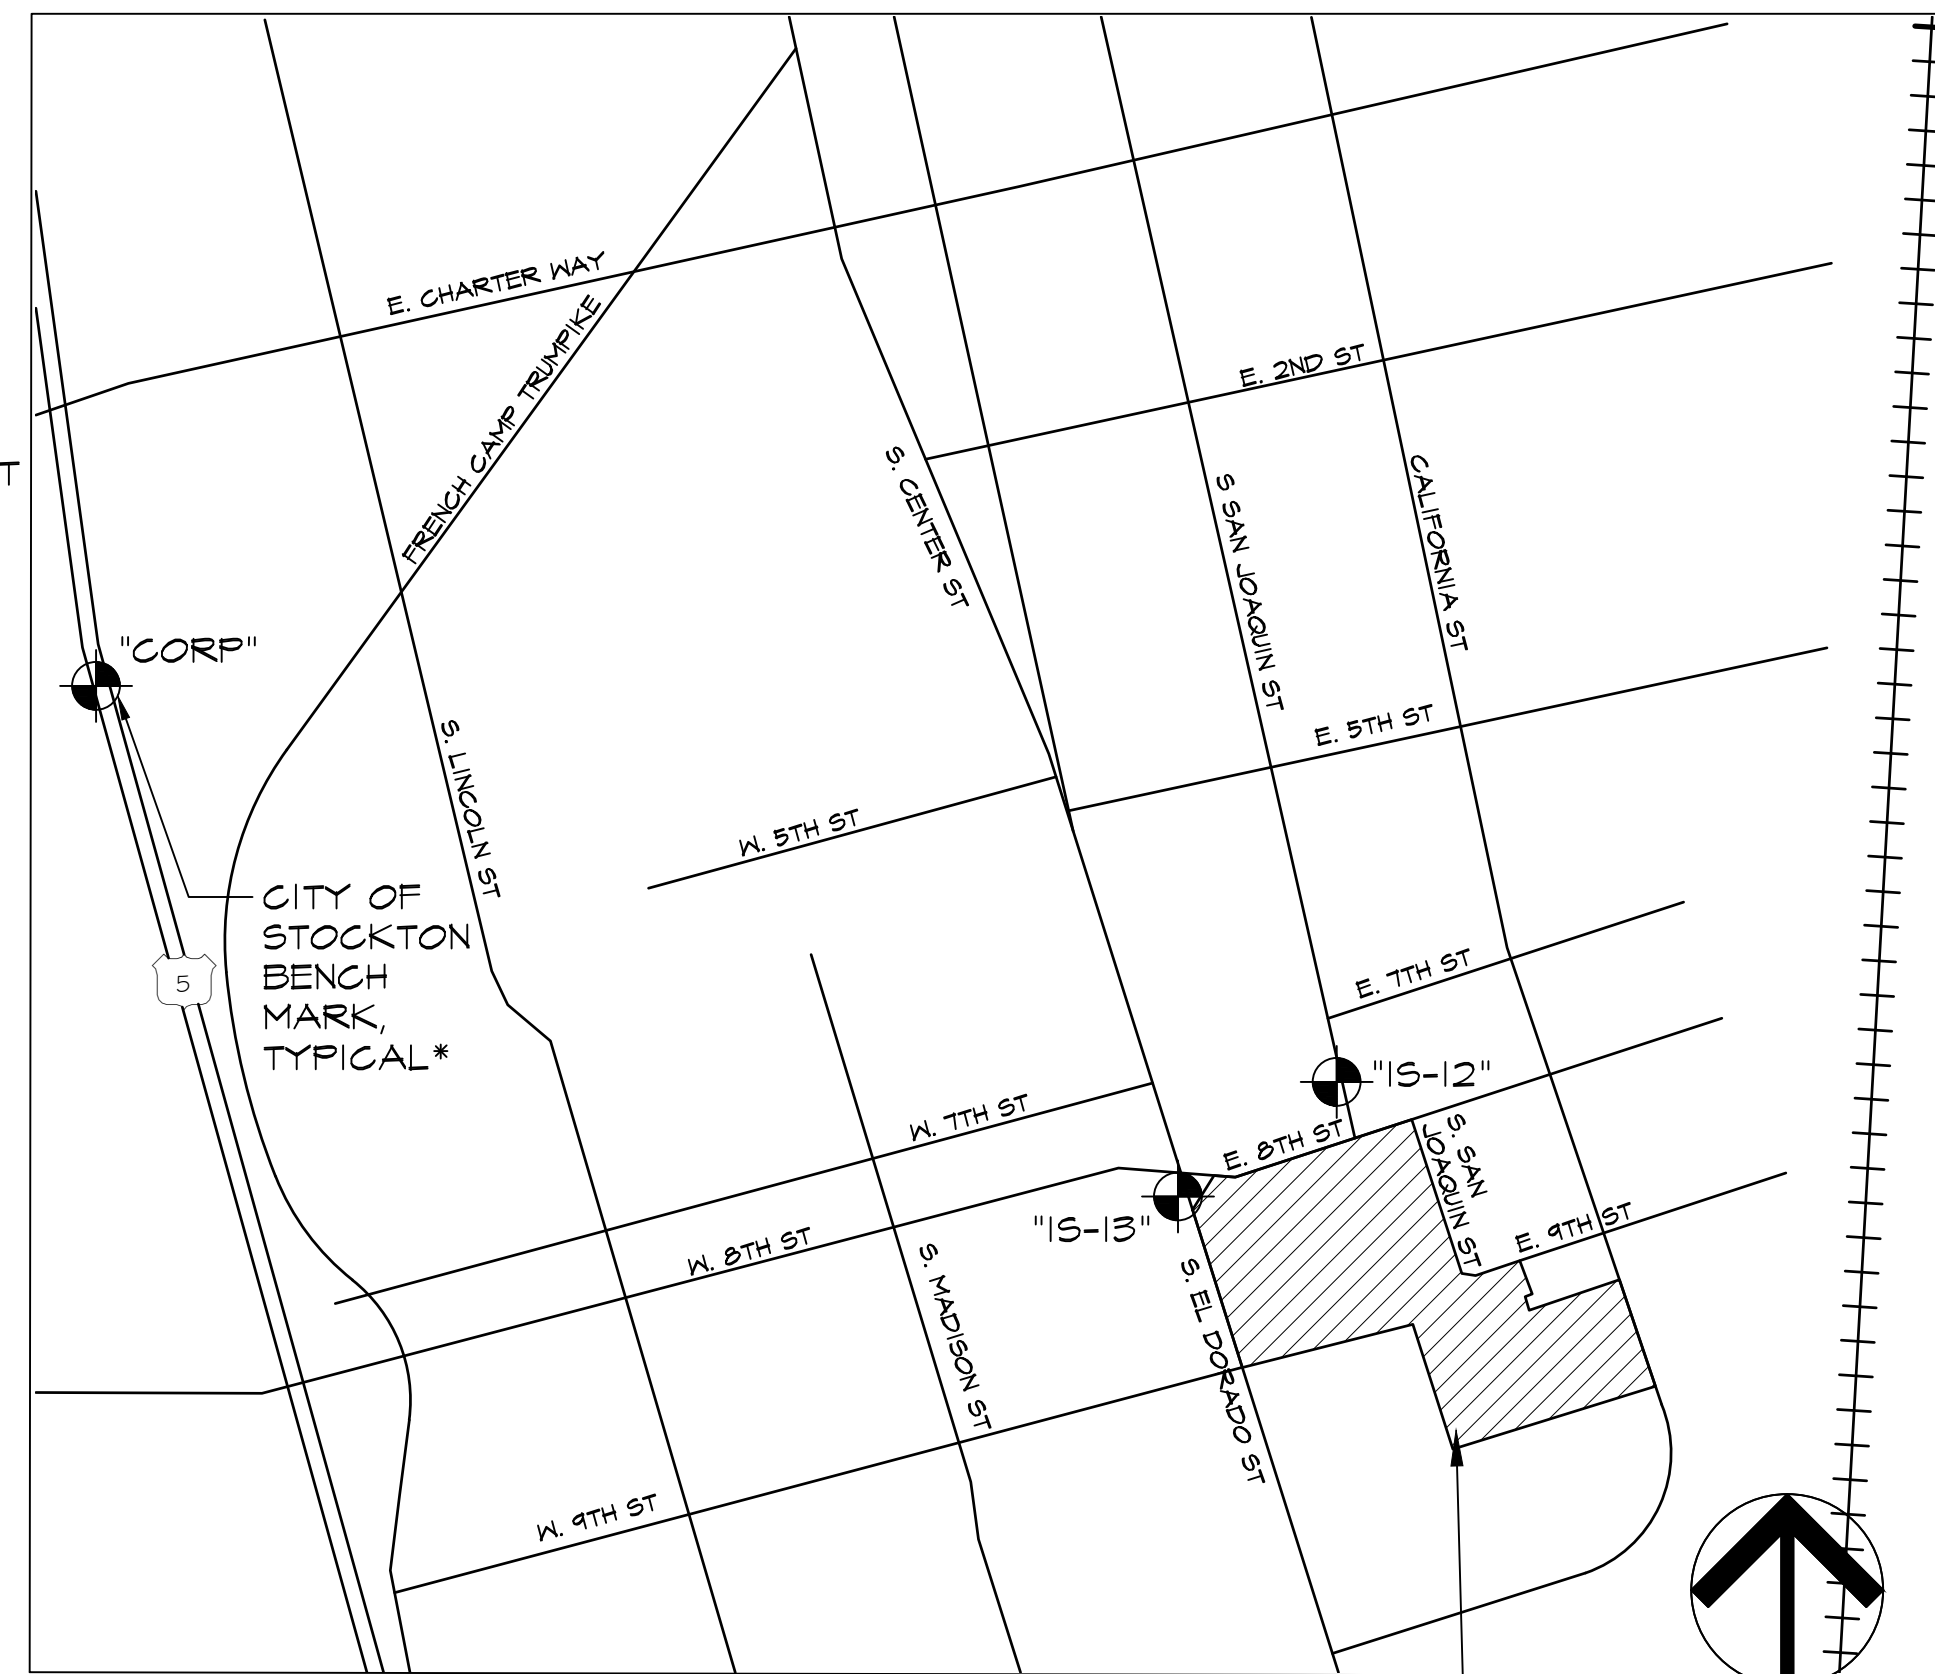 E. CHARTER WAY
FRENCH CAMP TRUMPIKE
E. 2ND ST
S. CENTER ST
S SAN JOAQUIN ST
CALIFORNIA ST
T
"CORP"
S. LINCOLN ST
E. 5TH ST
W. 5TH ST
CITY OF
STOCKTON
BENCH
MARK,
TYPICAL*
5
E. 7TH ST
"IS-12"
W. 7TH ST
E. 8TH ST
S. SAN
JOAQUIN ST
"IS-13"
E. 9TH ST
W. 8TH ST
S. MADISON ST
S. EL DORADO ST
W. 9TH ST